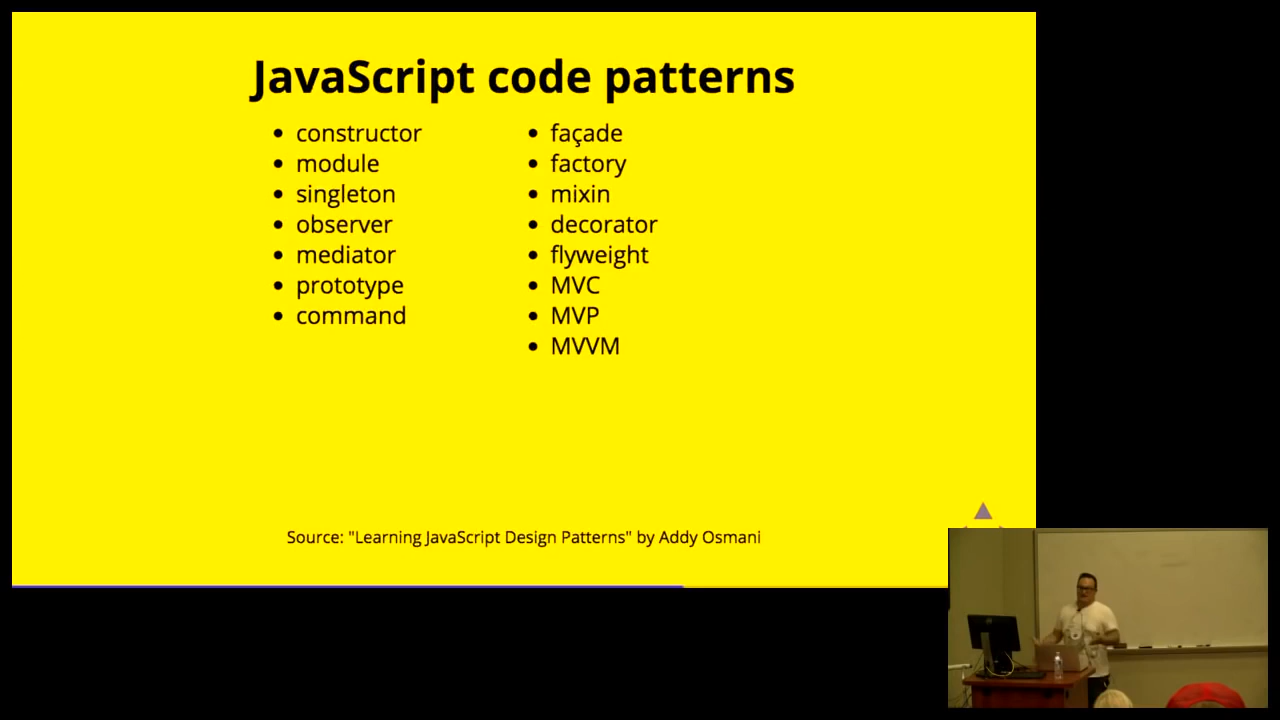 JavaScript code patterns
• constructor
• module
• singleton
• observer
• mediator
• prototype
• command
• façade
• factory
• mixin
• decorator
• flyweight
• MVC
• MVP
• MVVM
Source: "Learning JavaScript Design Patterns" by Addy Osmani